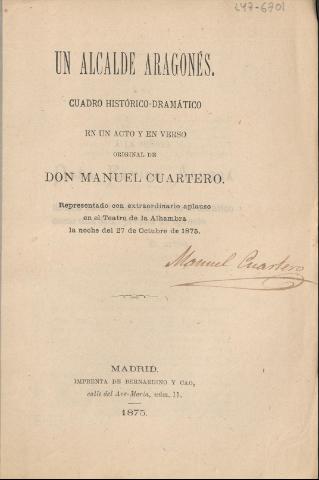 247-6701
UN ALCALDE ARAGONÉS.
CUADRO HISTÓRICO-DRAMÁTICO
EN UN ACTO Y EN VERSO
ORIGINAL DE
DON MANUEL CUARTERO.
Representado con extraordinario aplauso
en el Teatro de la Alhambra
la noche del 27 de Octubre de 1875.
Manuel Cuartero
MADRID.
IMPRENTA DE BERNARDINO Y CAO,
calle del Ave-María, núm. 11.
1875.